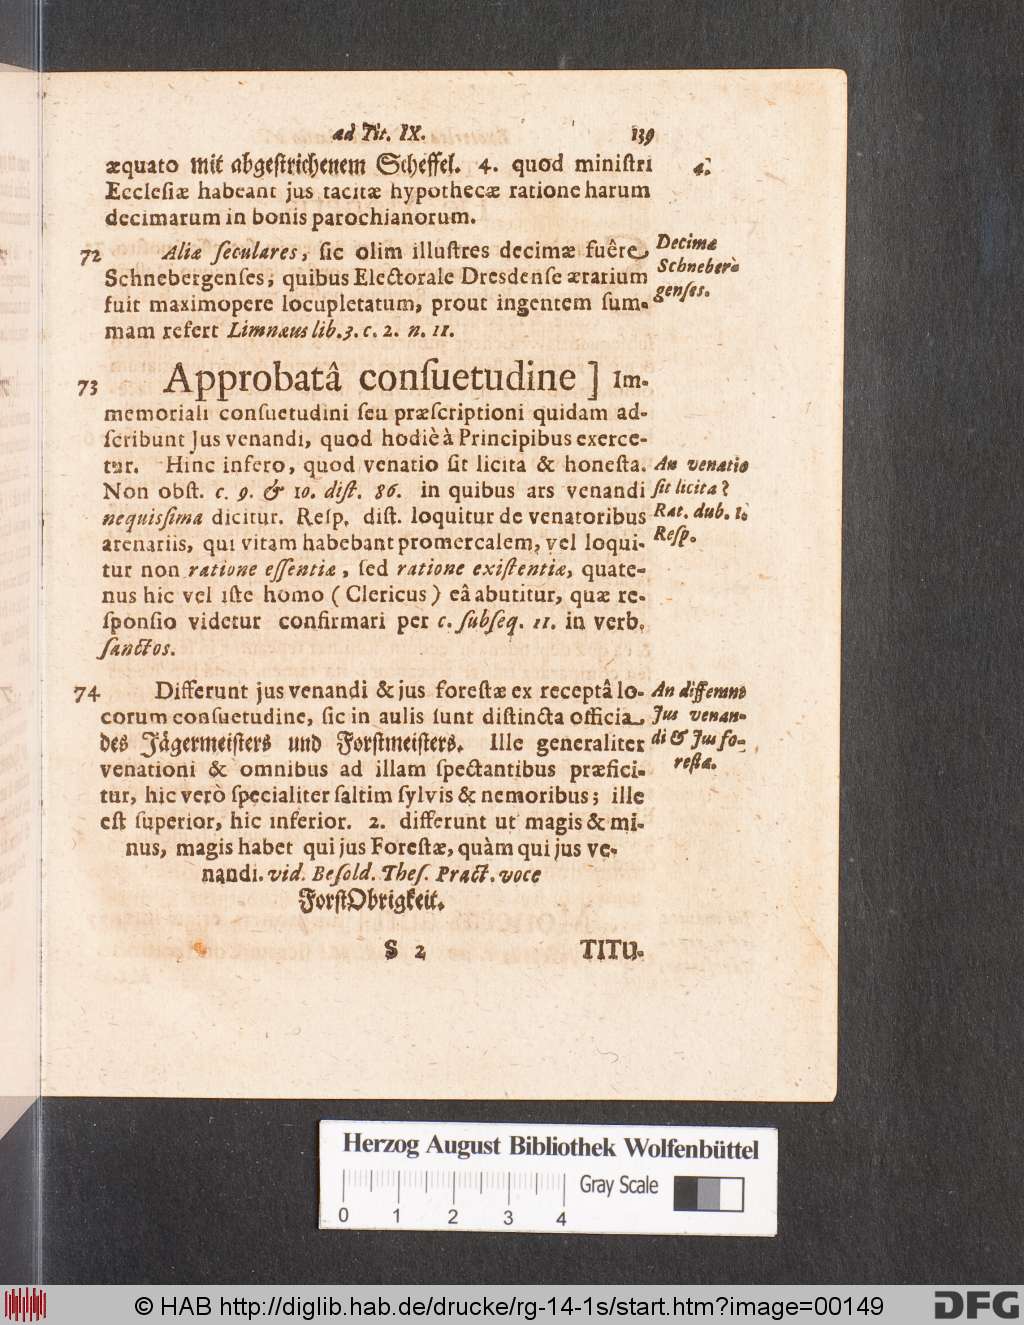 ad Tit. IX. 139
æquato mit abgestrichenem Scheffel. 4. quod ministri 4.
Ecclesiæ habeant jus tacitæ hypothecæ ratione harum
decimarum in bonis parochianorum.
72 Aliæ seculares, sic olim illustres decimæ fuêre Decimæ
Schnebergenses, quibus Electorale Dresdense ærarium Schneber-
fuit maximopere locupletatum, prout ingentem sum- genses.
mam refert Limnæus lib. 3. c. 2. n. 11.
73 Approbatâ consuetudine ] Im-
memoriali consuetudini seu præscriptioni quidam ad-
scribunt Jus venandi, quod hodiè à Principibus exerce-
tur. Hinc infero, quod venatio sit licita & honesta. An venatio
Non obst. c. 9. & 10. dist. 86. in quibus ars venandi sit licita?
nequissima dicitur. Resp. dist. loquitur de venatoribus Rat. dub. 1.
arenariis, qui vitam habebant promercalem, vel loqui- Resp.
tur non ratione essentiæ, sed ratione existentiæ, quate-
nus hic vel iste homo (Clericus) eâ abutitur, quæ re-
sponsio videtur confirmari per c. subseq. 11. in verb.
sanctos.
74 Differunt jus venandi & jus forestæ ex receptâ lo- An differant
corum consuetudine, sic in aulis sunt distincta officia Jus venan-
des Jägermeisters und Forstmeisters. Ille generaliter di & Jus fo-
venationi & omnibus ad illam spectantibus præfici- restæ.
tur, hic verò specialiter saltim sylvis & nemoribus; ille
est superior, hic inferior. 2. differunt ut magis & mi-
nus, magis habet qui jus Forestæ, quàm qui jus ve-
nandi. vid. Besold. Thes. Pract. voce
ForstObrigkeit.
S 2 TITU-
Herzog August Bibliothek Wolfenbüttel
Gray Scale
0 1 2 3 4
© HAB http://diglib.hab.de/drucke/rg-14-1s/start.htm?image=00149 DFG